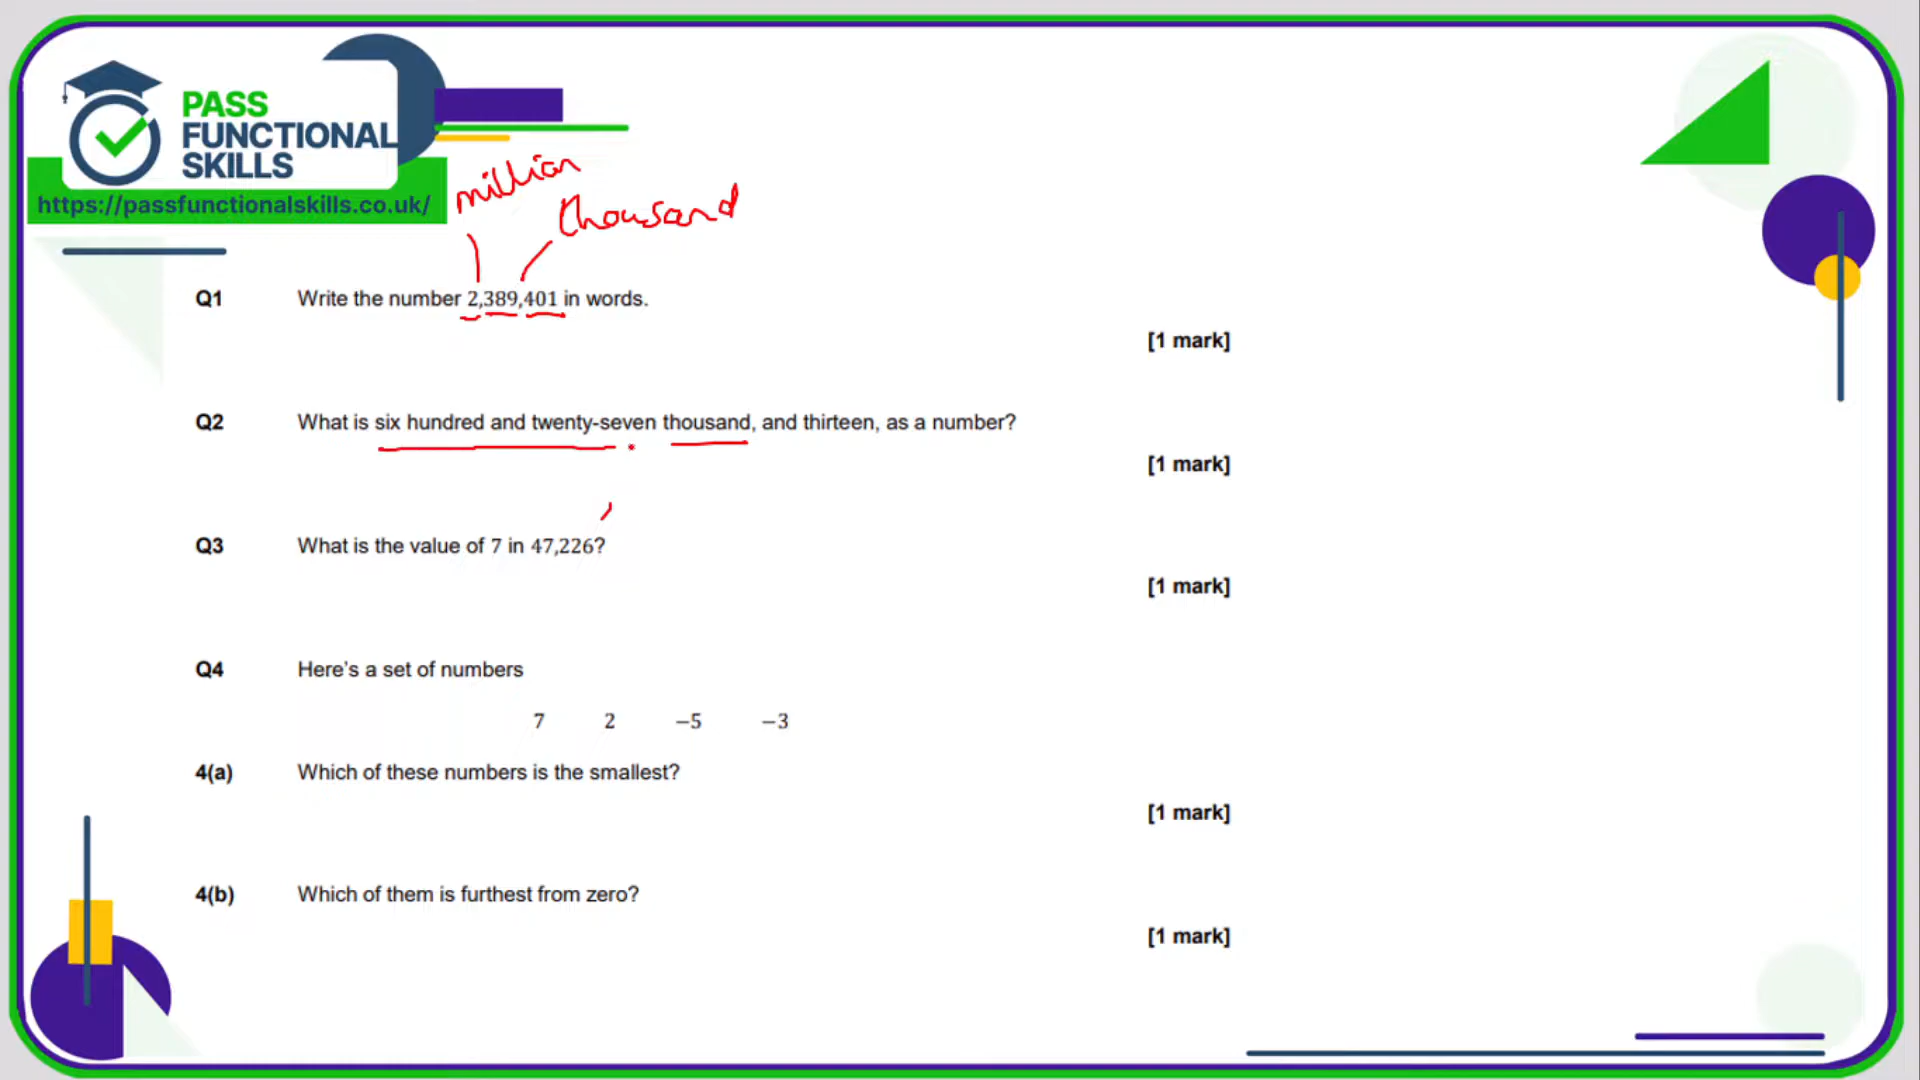 PASS
FUNCTIONAL
SKILLS
https://passfunctionalskills.co.uk/
million
thousand
Q1 Write the number 2,389,401 in words.
[1 mark]
Q2 What is six hundred and twenty-seven thousand, and thirteen, as a number?
[1 mark]
,
Q3 What is the value of 7 in 47,226?
[1 mark]
Q4 Here's a set of numbers
7 2 −5 −3
4(a) Which of these numbers is the smallest?
[1 mark]
4(b) Which of them is furthest from zero?
[1 mark]